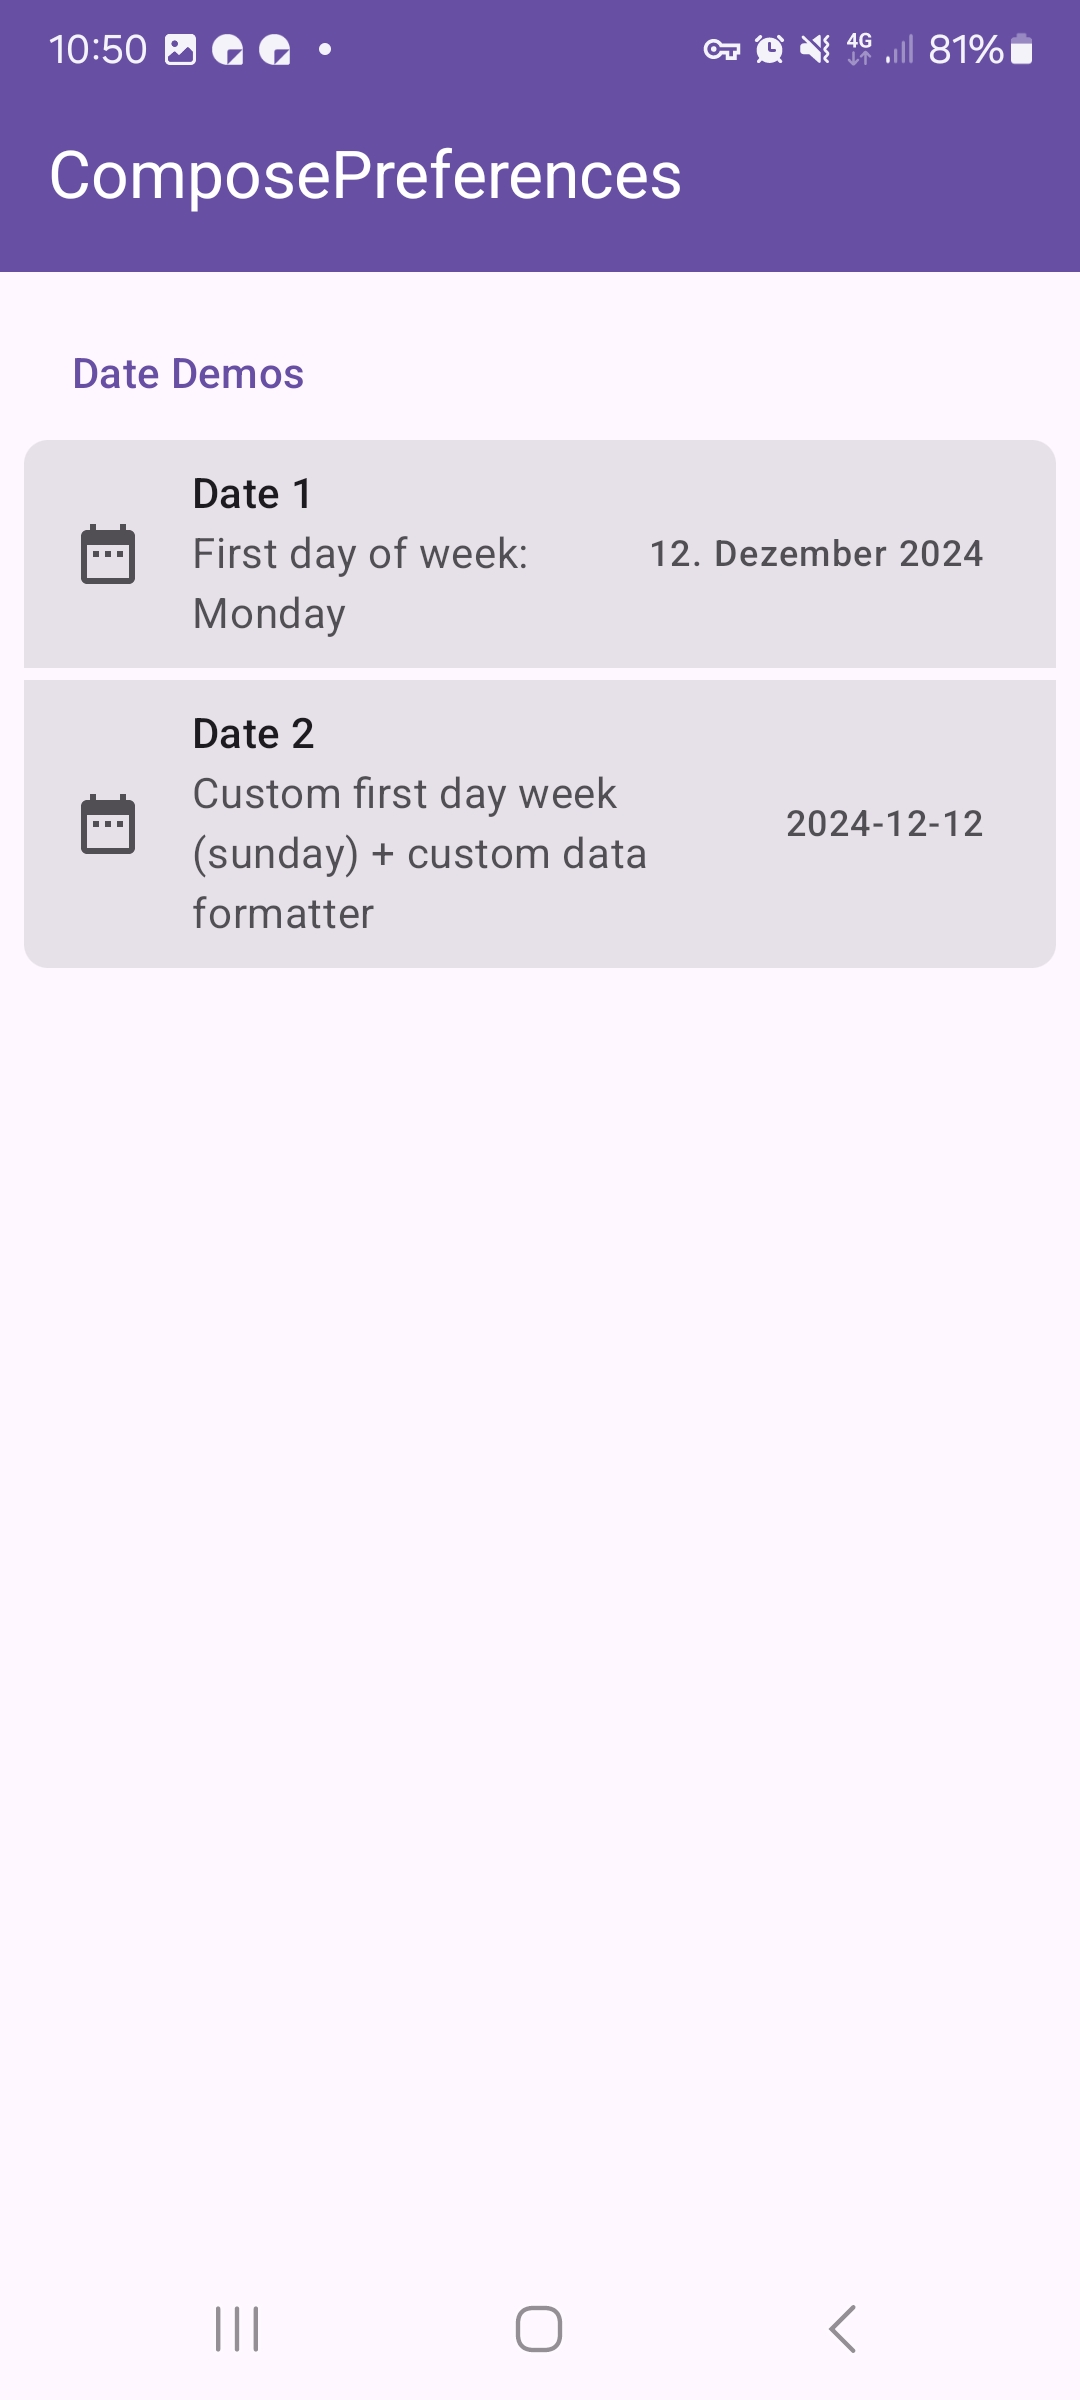 10:50
4G
81%
ComposePreferences
Date Demos
Date 1
First day of week:
Monday
12. Dezember 2024
Date 2
Custom first day week
(sunday) + custom data
formatter
2024-12-12